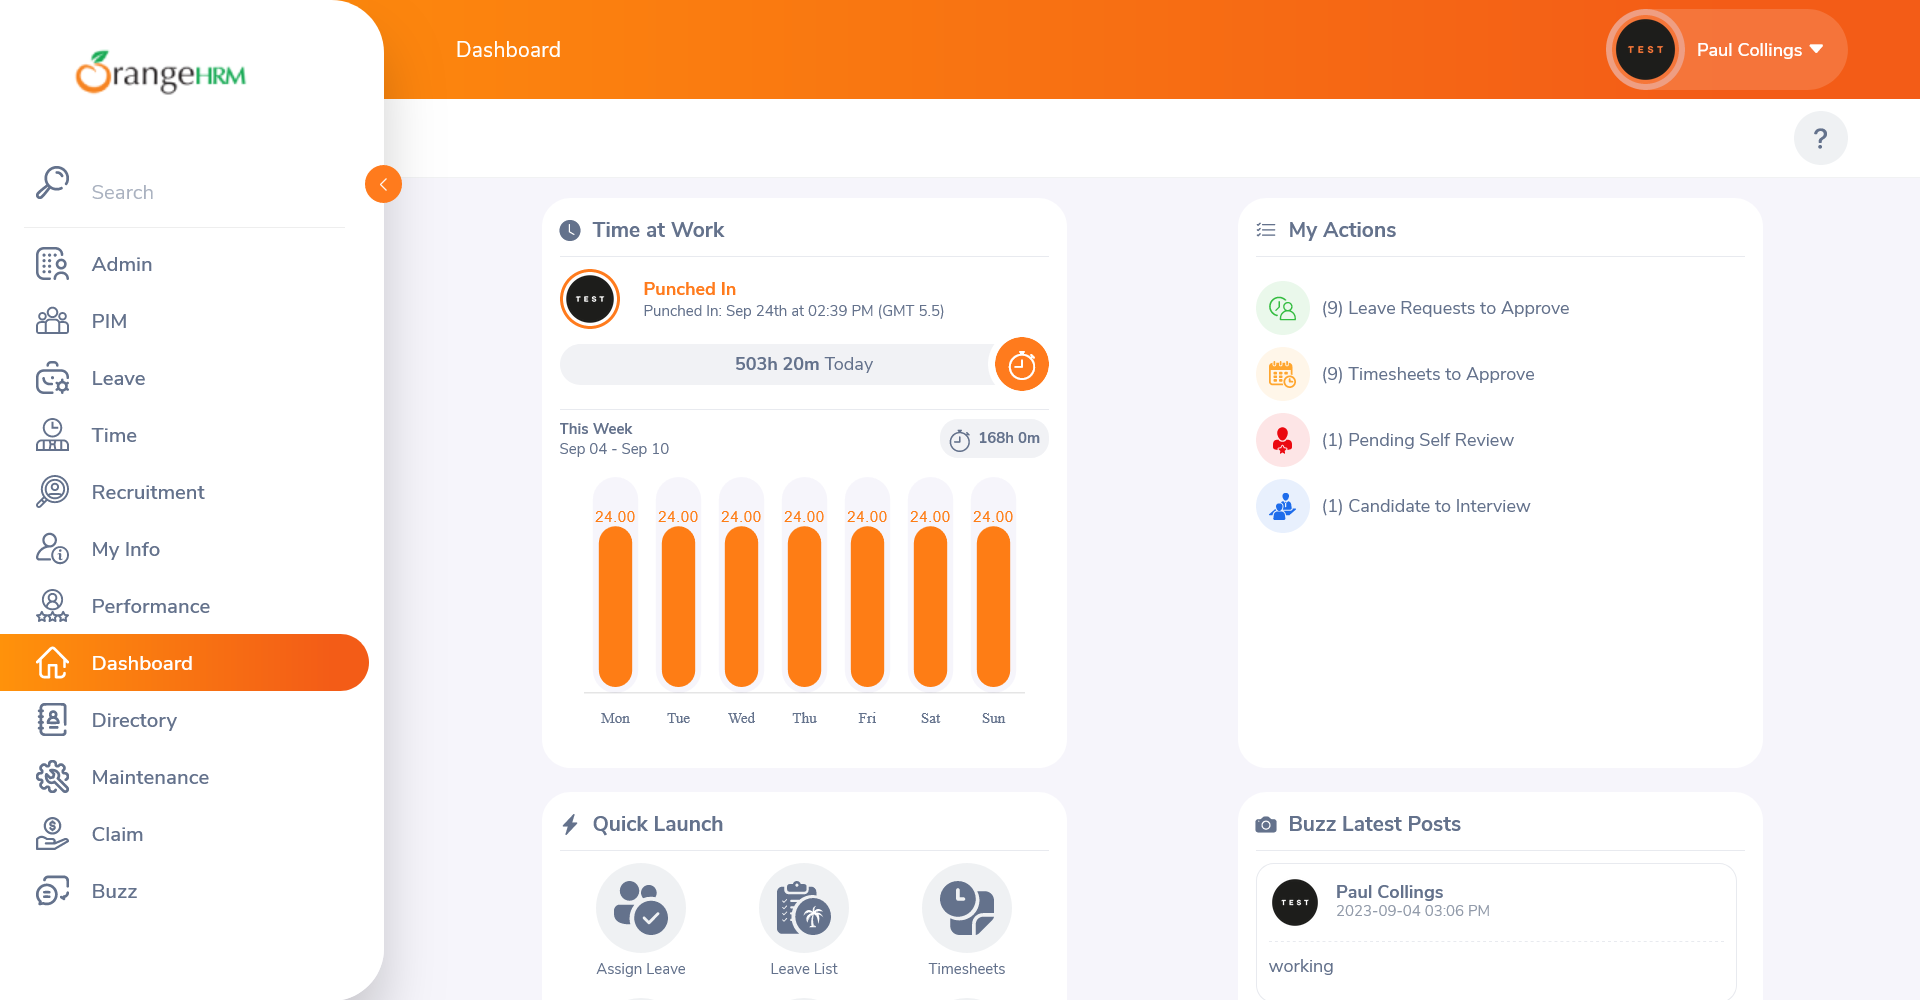 OrangeHRM
Search
Admin
PIM
Leave
Time
Recruitment
My Info
Performance
Dashboard
Directory
Maintenance
Claim
Buzz
Dashboard
TEST
Paul Collings
?
Time at Work
TEST
Punched In
Punched In: Sep 24th at 02:39 PM (GMT 5.5)
503h 20m Today
This Week
Sep 04 - Sep 10
168h 0m
24.00 24.00 24.00 24.00 24.00 24.00 24.00
Mon Tue Wed Thu Fri Sat Sun
My Actions
(9) Leave Requests to Approve
(9) Timesheets to Approve
(1) Pending Self Review
(1) Candidate to Interview
Quick Launch
Assign Leave
Leave List
Timesheets
Buzz Latest Posts
TEST
Paul Collings
2023-09-04 03:06 PM
working